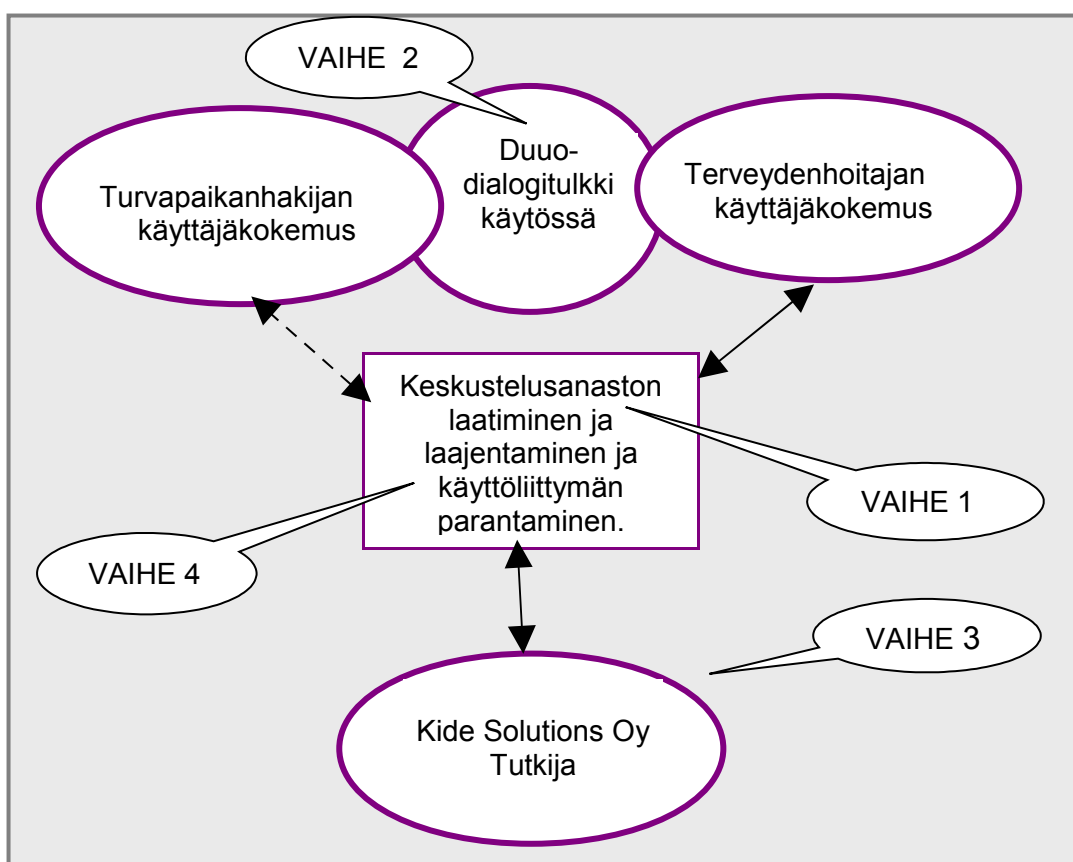 VAIHE 2
Duuo-
dialogitulkki
käytössä
Turvapaikanhakijan
käyttäjäkokemus
Terveydenhoitajan
käyttäjäkokemus
Keskustelusanaston
laatiminen ja
laajentaminen ja
käyttöliittymän
parantaminen.
VAIHE 1
VAIHE 4
VAIHE 3
Kide Solutions Oy
Tutkija